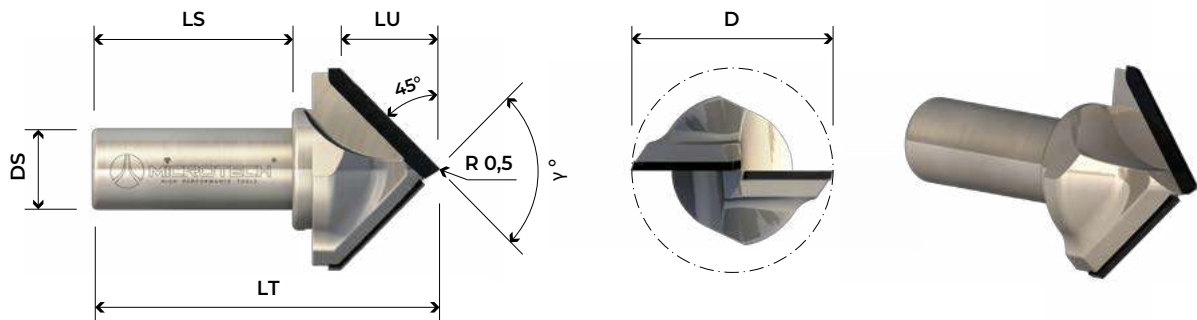 LS
LU
D
45°
DS
MICROTECH®
HIGH PERFORMANCE TOOLS
R 0,5
γ°
LT